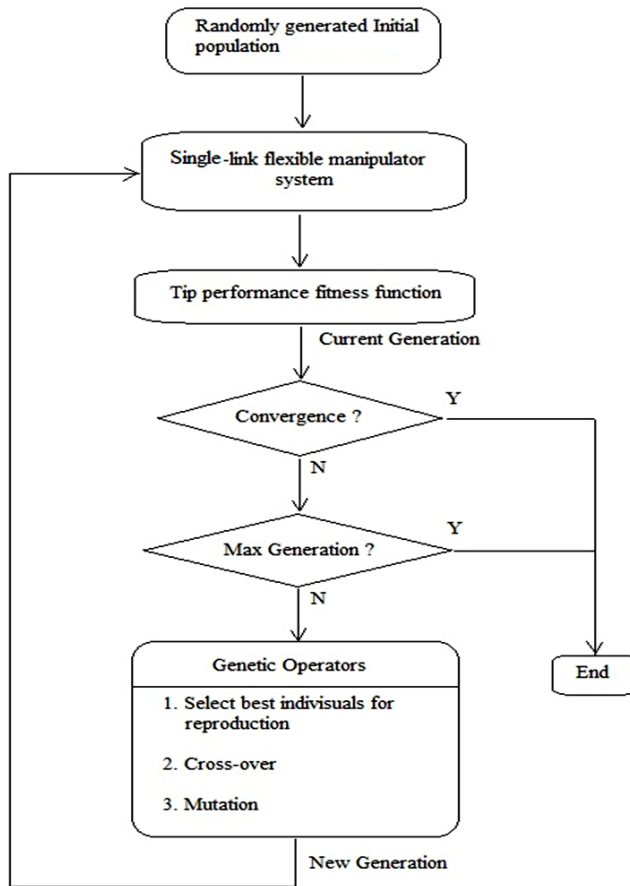 Randomly generated Initial
population
Single-link flexible manipulator
system
Tip performance fitness function
Current Generation
Convergence ?
Y
N
Max Generation ?
Y
N
Genetic Operators
1. Select best indivisuals for
reproduction
2. Cross-over
3. Mutation
End
New Generation